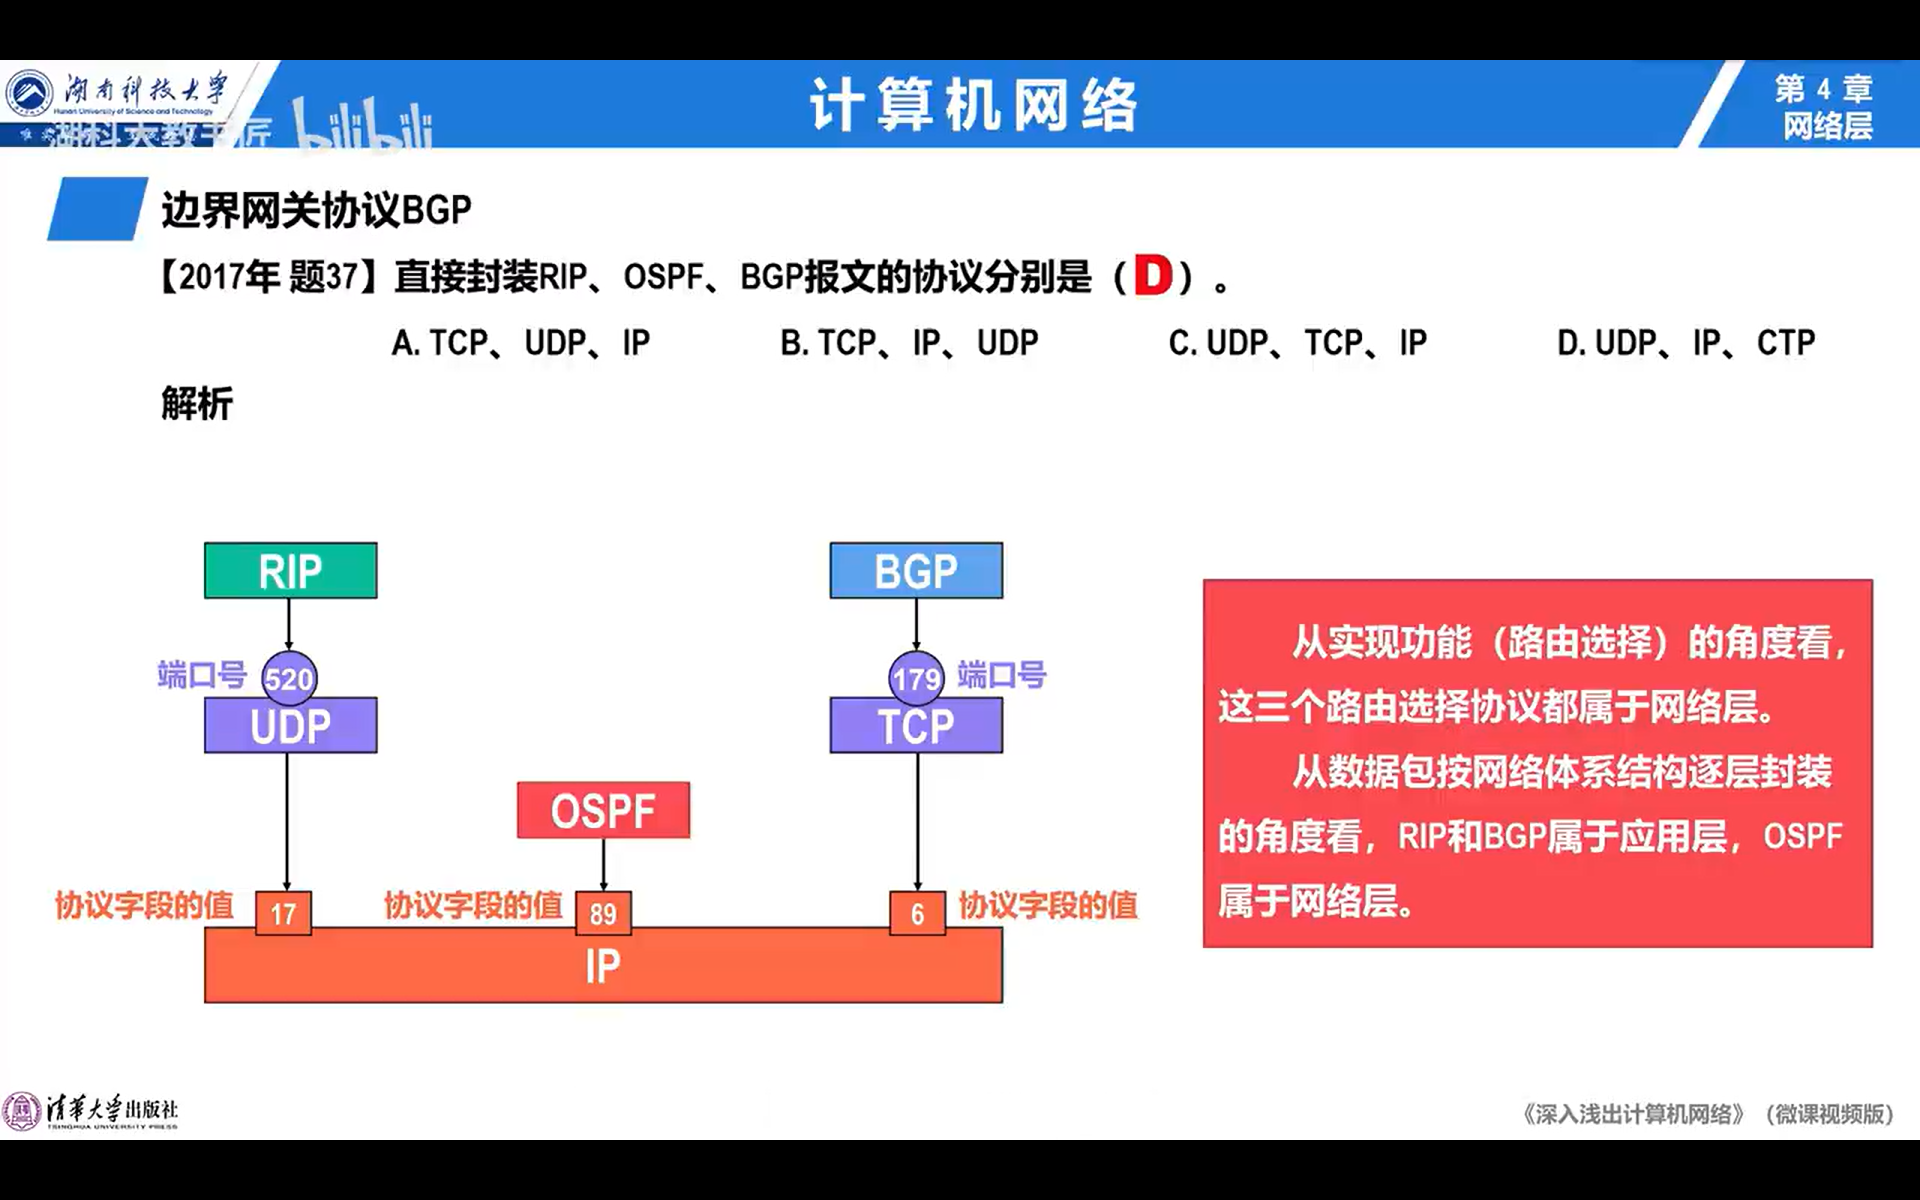 湖南科技大学
Hunan University of Science and Technology
湖科大教书匠 bilibili
计算机网络
第 4 章
网络层
边界网关协议BGP
【2017年 题37】直接封装RIP、OSPF、BGP报文的协议分别是（D）。
A. TCP、UDP、IP B. TCP、IP、UDP C. UDP、TCP、IP D. UDP、IP、CTP
解析
RIP
BGP
端口号 520
179 端口号
UDP
TCP
OSPF
协议字段的值 17
协议字段的值 89
6 协议字段的值
IP
从实现功能（路由选择）的角度看，
这三个路由选择协议都属于网络层。
从数据包按网络体系结构逐层封装
的角度看，RIP和BGP属于应用层，OSPF
属于网络层。
清华大学出版社
TSINGHUA UNIVERSITY PRESS
《深入浅出计算机网络》（微课视频版）